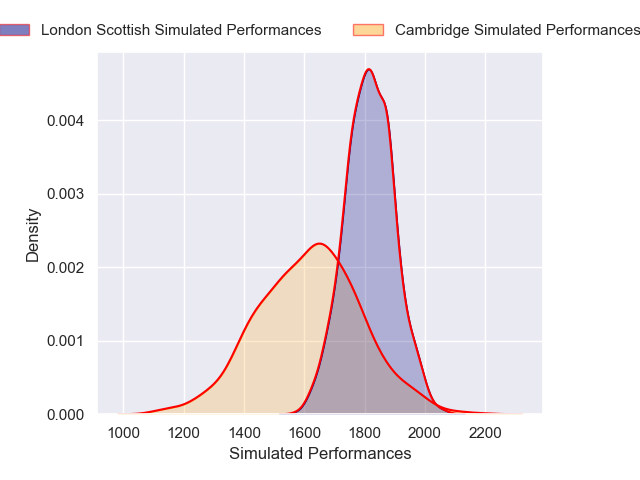 London Scottish Simulated Performances Cambridge Simulated Performances
0.004
0.003
0.002
0.001
0.000
Density
1000 1200 1400 1600 1800 2000 2200
Simulated Performances